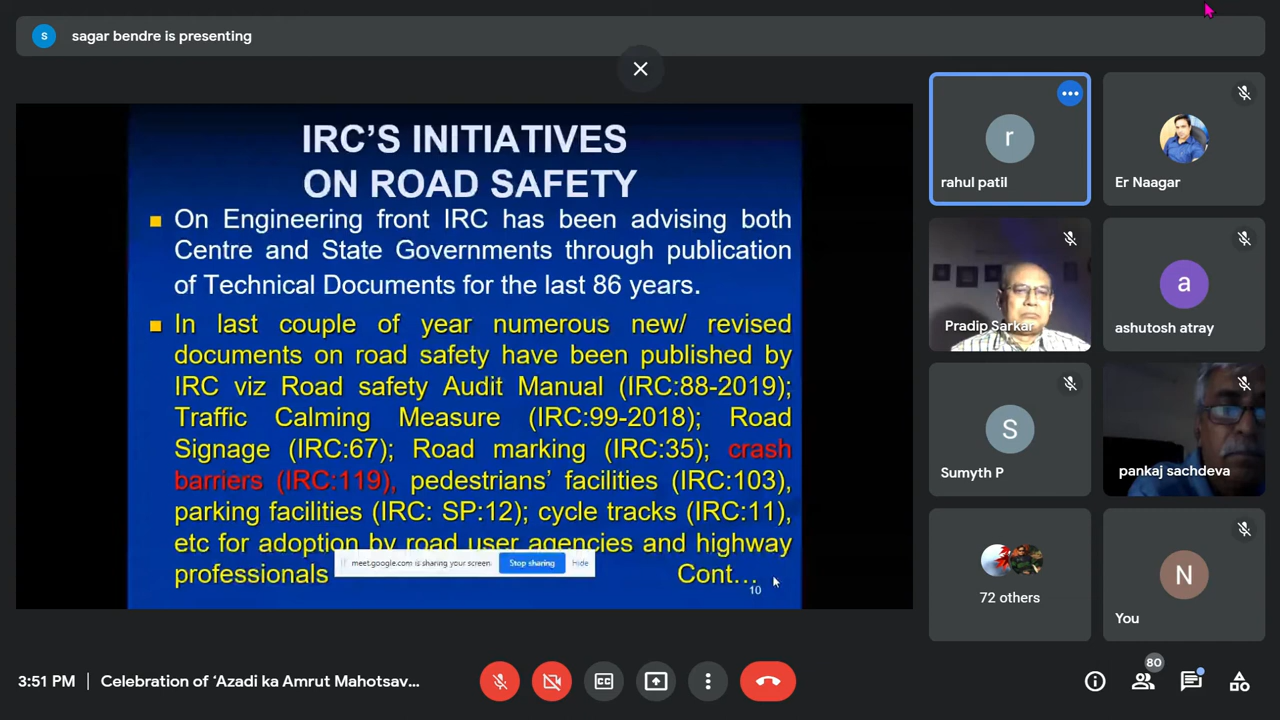 s
sagar bendre is presenting
IRC'S INITIATIVES
ON ROAD SAFETY
On Engineering front IRC has been advising both
Centre and State Governments through publication
of Technical Documents for the last 86 years.
In last couple of year numerous new/ revised
documents on road safety have been published by
IRC viz Road safety Audit Manual (IRC:88-2019);
Traffic Calming Measure (IRC:99-2018); Road
Signage (IRC:67); Road marking (IRC:35); crash
barriers (IRC:119), pedestrians' facilities (IRC:103),
parking facilities (IRC: SP:12); cycle tracks (IRC:11),
etc for adoption by road user agencies and highway
professionals Cont...
meet.google.com is sharing your screen. Stop sharing Hide
10
r
rahul patil
Er Naagar
Pradip Sarkar
a
ashutosh atray
S
Sumyth P
pankaj sachdeva
72 others
N
You
3:51 PM | Celebration of ‘Azadi ka Amrut Mahotsav...
CC
80